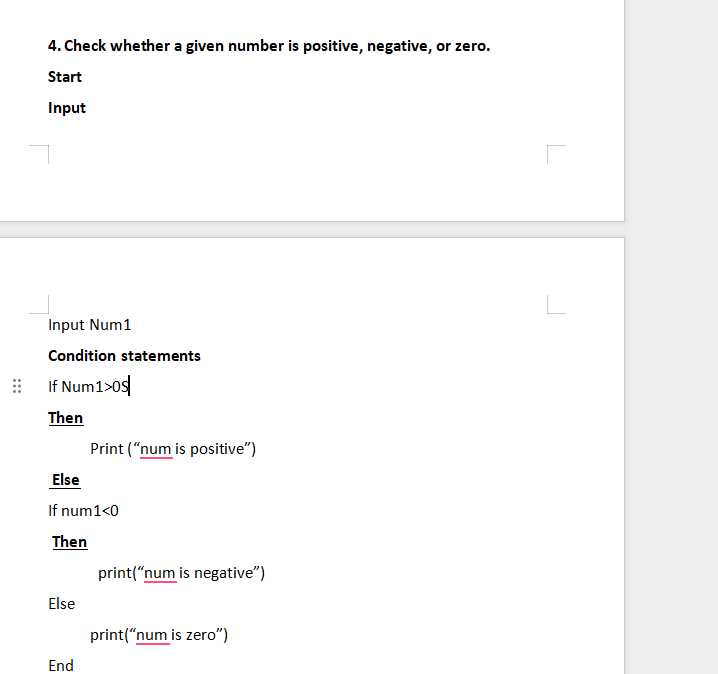 4. Check whether a given number is positive, negative, or zero.
Start
Input
Input Num1
Condition statements
If Num1>0S
Then
Print (“num is positive”)
Else
If num1<0
Then
print(“num is negative”)
Else
print(“num is zero”)
End